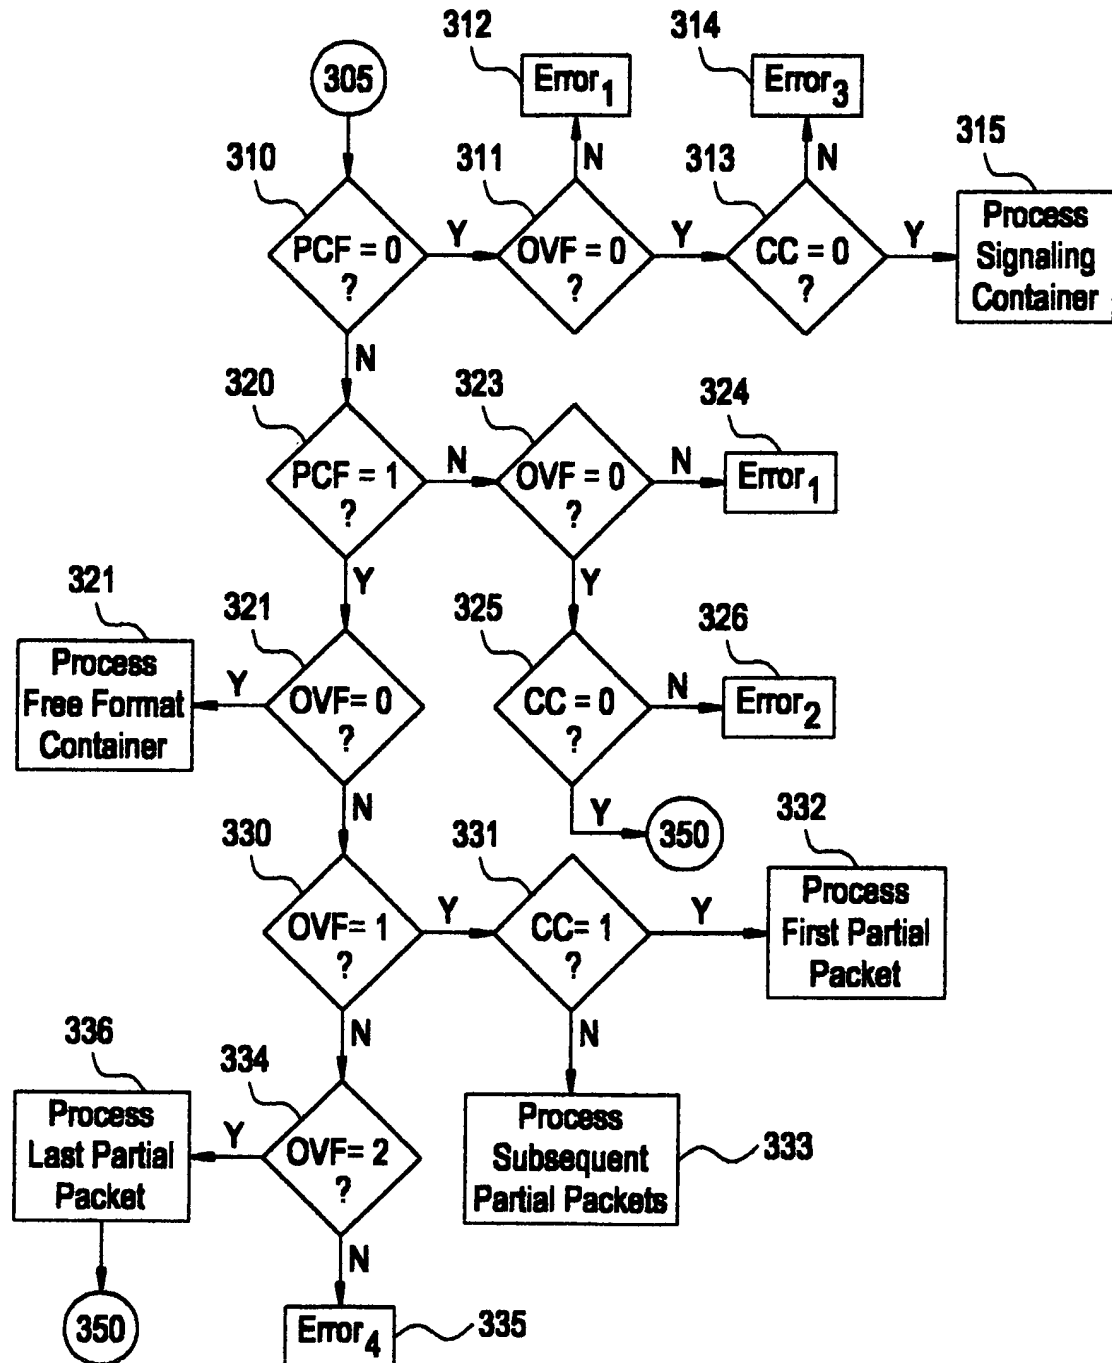 312
314
305
Error1
Error3
310
311
313
315
N
N
PCF = 0
?
Y
OVF = 0
?
Y
CC = 0
?
Y
Process
Signaling
Container
N
320
323
324
PCF = 1
?
N
OVF = 0
?
N
Error1
321
Y
Y
321
325
326
Process
Free Format
Container
Y
OVF= 0
?
CC = 0
?
N
Error2
N
Y
350
330
331
332
OVF= 1
?
Y
CC= 1
?
Y
Process
First Partial
Packet
336
N
N
334
Process
Last Partial
Packet
Y
OVF= 2
?
Process
Subsequent
Partial Packets
333
N
350
Error4
335